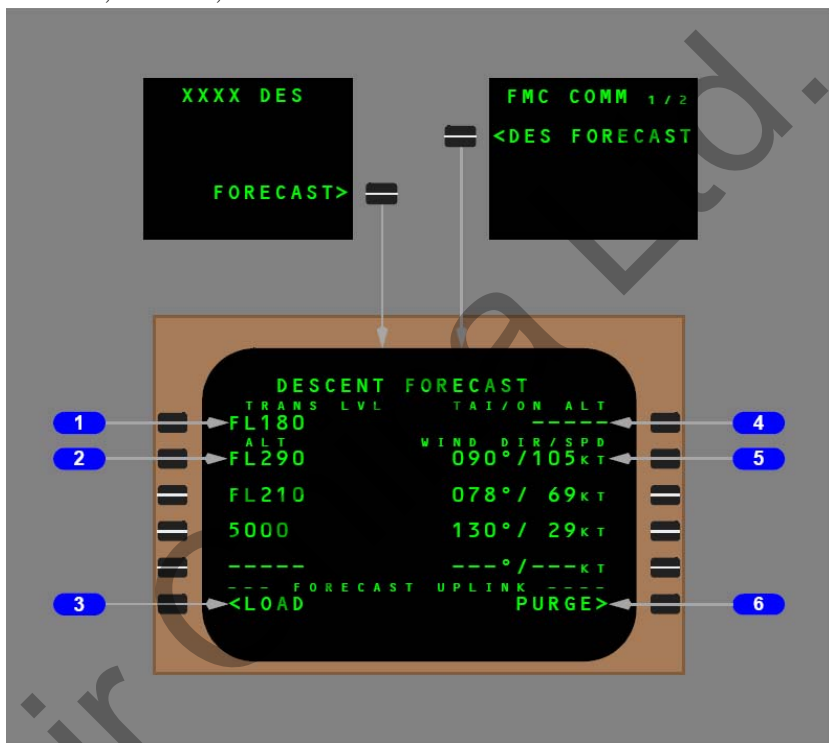 XXXX DES
FORECAST>
FMC COMM 1/2
<DES FORECAST
DESCENT FORECAST
TRANS LVL TAI/ON ALT
1 FL180 ----- 4
ALT WIND DIR/SPD
2 FL290 090°/105KT 5
FL210 078°/ 69KT
5000 130°/ 29KT
----- ---°/---KT
--- FORECAST UPLINK ----
3 <LOAD PURGE> 6
Ltd.